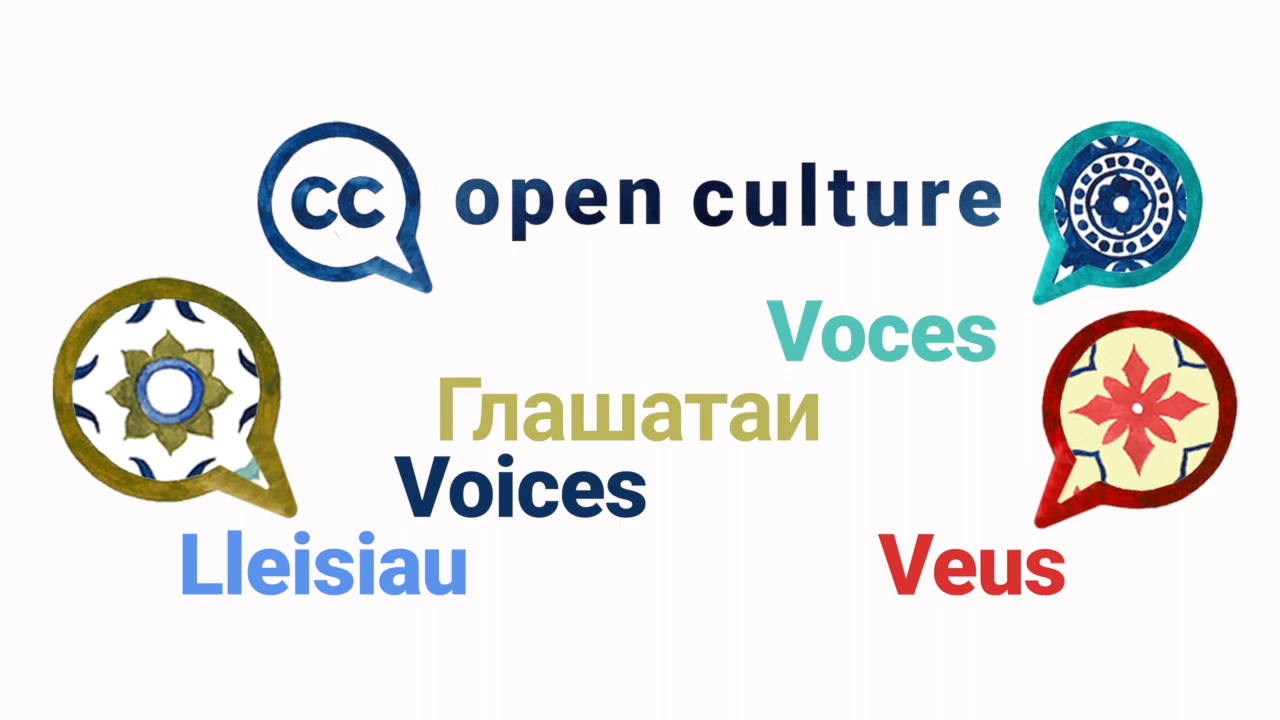 cc open culture
Voces
Глашатаи
Voices
Lleisiau
Veus